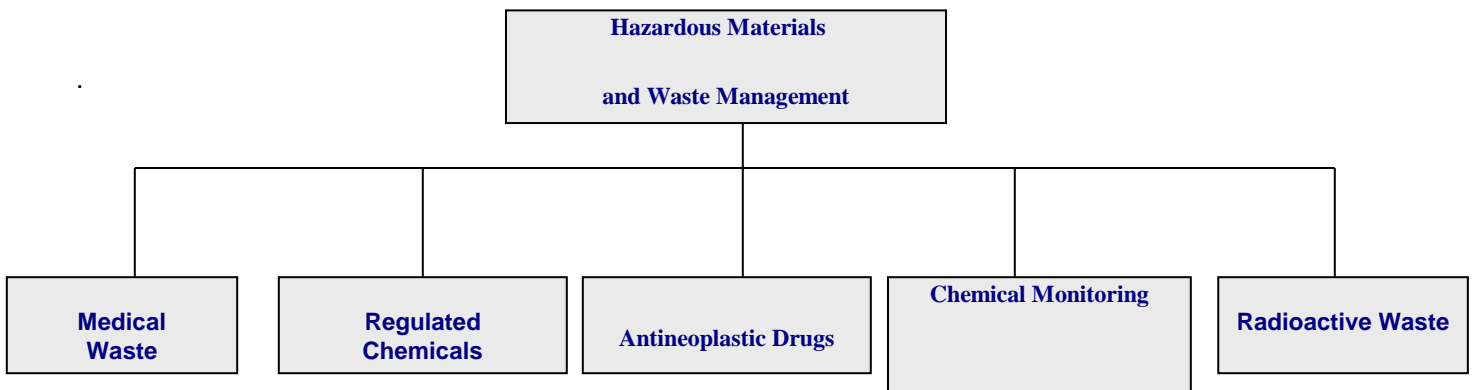 Hazardous Materials
and Waste Management
.
Medical
Waste
Regulated
Chemicals
Antineoplastic Drugs
Chemical Monitoring
Radioactive Waste